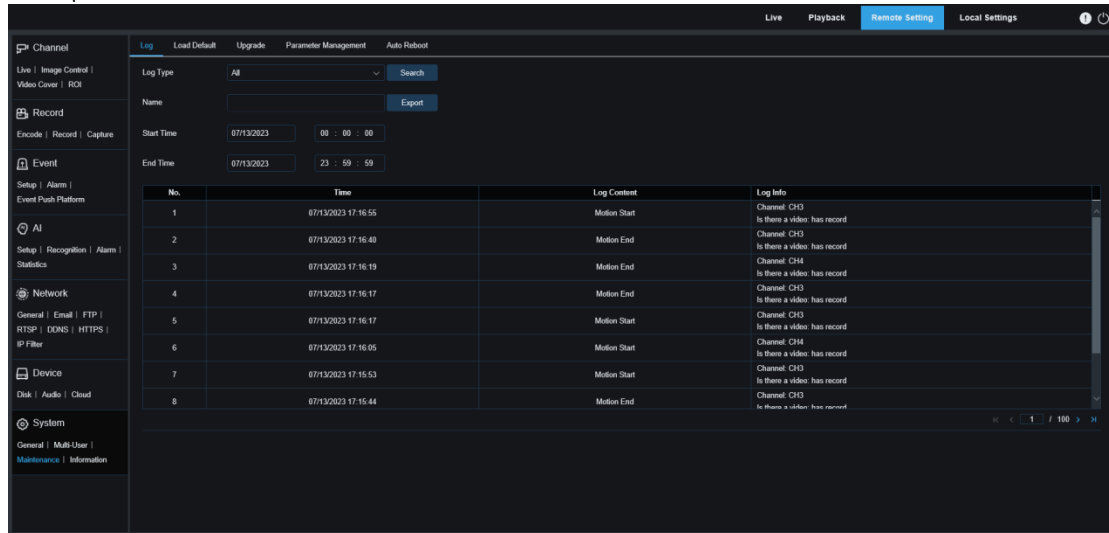 Live Playback Remote Setting Local Settings
Channel
Live | Image Control |
Video Cover | ROI
Record
Encode | Record | Capture
Event
Setup | Alarm |
Event Push Platform
AI
Setup | Recognition | Alarm |
Statistics
Network
General | Email | FTP |
RTSP | DDNS | HTTPS |
IP Filter
Device
Disk | Audio | Cloud
System
General | Multi-User |
Maintenance | Information
Log Load Default Upgrade Parameter Management Auto Reboot
Log Type All Search
Name Export
Start Time 07/13/2023 00 : 00 : 00
End Time 07/13/2023 23 : 59 : 59
No. Time Log Content Log Info
1 07/13/2023 17:16:55 Motion Start Channel: CH3
Is there a video: has record
2 07/13/2023 17:16:40 Motion End Channel: CH3
Is there a video: has record
3 07/13/2023 17:16:19 Motion End Channel: CH4
Is there a video: has record
4 07/13/2023 17:16:17 Motion End Channel: CH3
Is there a video: has record
5 07/13/2023 17:16:17 Motion Start Channel: CH3
Is there a video: has record
6 07/13/2023 17:16:05 Motion Start Channel: CH4
Is there a video: has record
7 07/13/2023 17:15:53 Motion Start Channel: CH3
Is there a video: has record
8 07/13/2023 17:15:44 Motion End Channel: CH3
Is there a video: has record
1 / 100